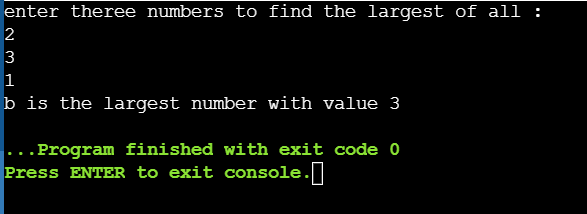 enter theree numbers to find the largest of all :
2
3
1
b is the largest number with value 3
...Program finished with exit code 0
Press ENTER to exit console.